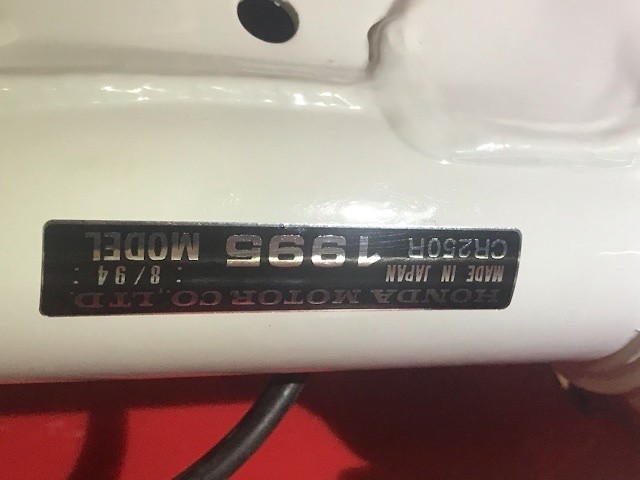 HONDA MOTOR CO., LTD
MADE IN JAPAN : 8/94 :
CR250R 1995 MODEL